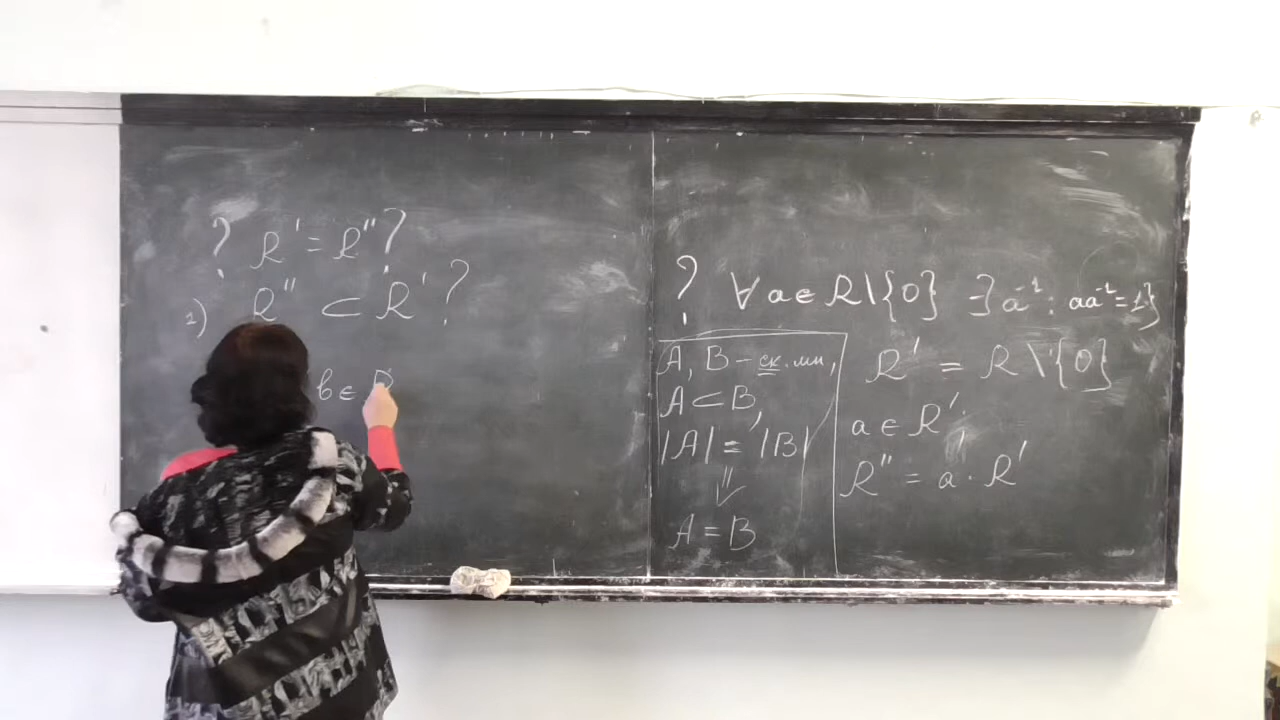 ? R' = R'' ?
1) R'' ⊂ R' ?
b ∈ R
? ∀ a ∈ R \ {0} ∃ a⁻¹ : aa⁻¹ = 1}
A, B – ск. мн,
A ⊂ B,
|A| = |B|
⇓
A = B
R' = R \ {0}
a ∈ R',
R'' = a · R'